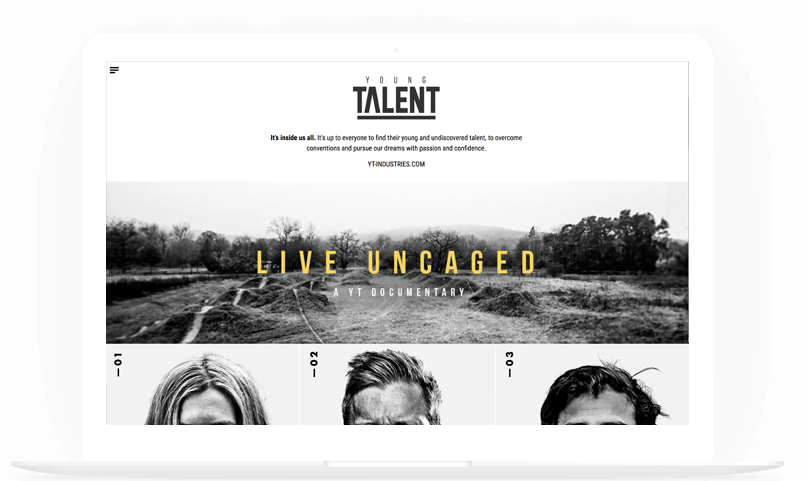 YOUNG
TALENT
It's inside us all. It's up to everyone to find their young and undiscovered talent, to overcome
conventions and pursue our dreams with passion and confidence.
YT-INDUSTRIES.COM
LIVE UNCAGED
A YT DOCUMENTARY
—01
—02
—03